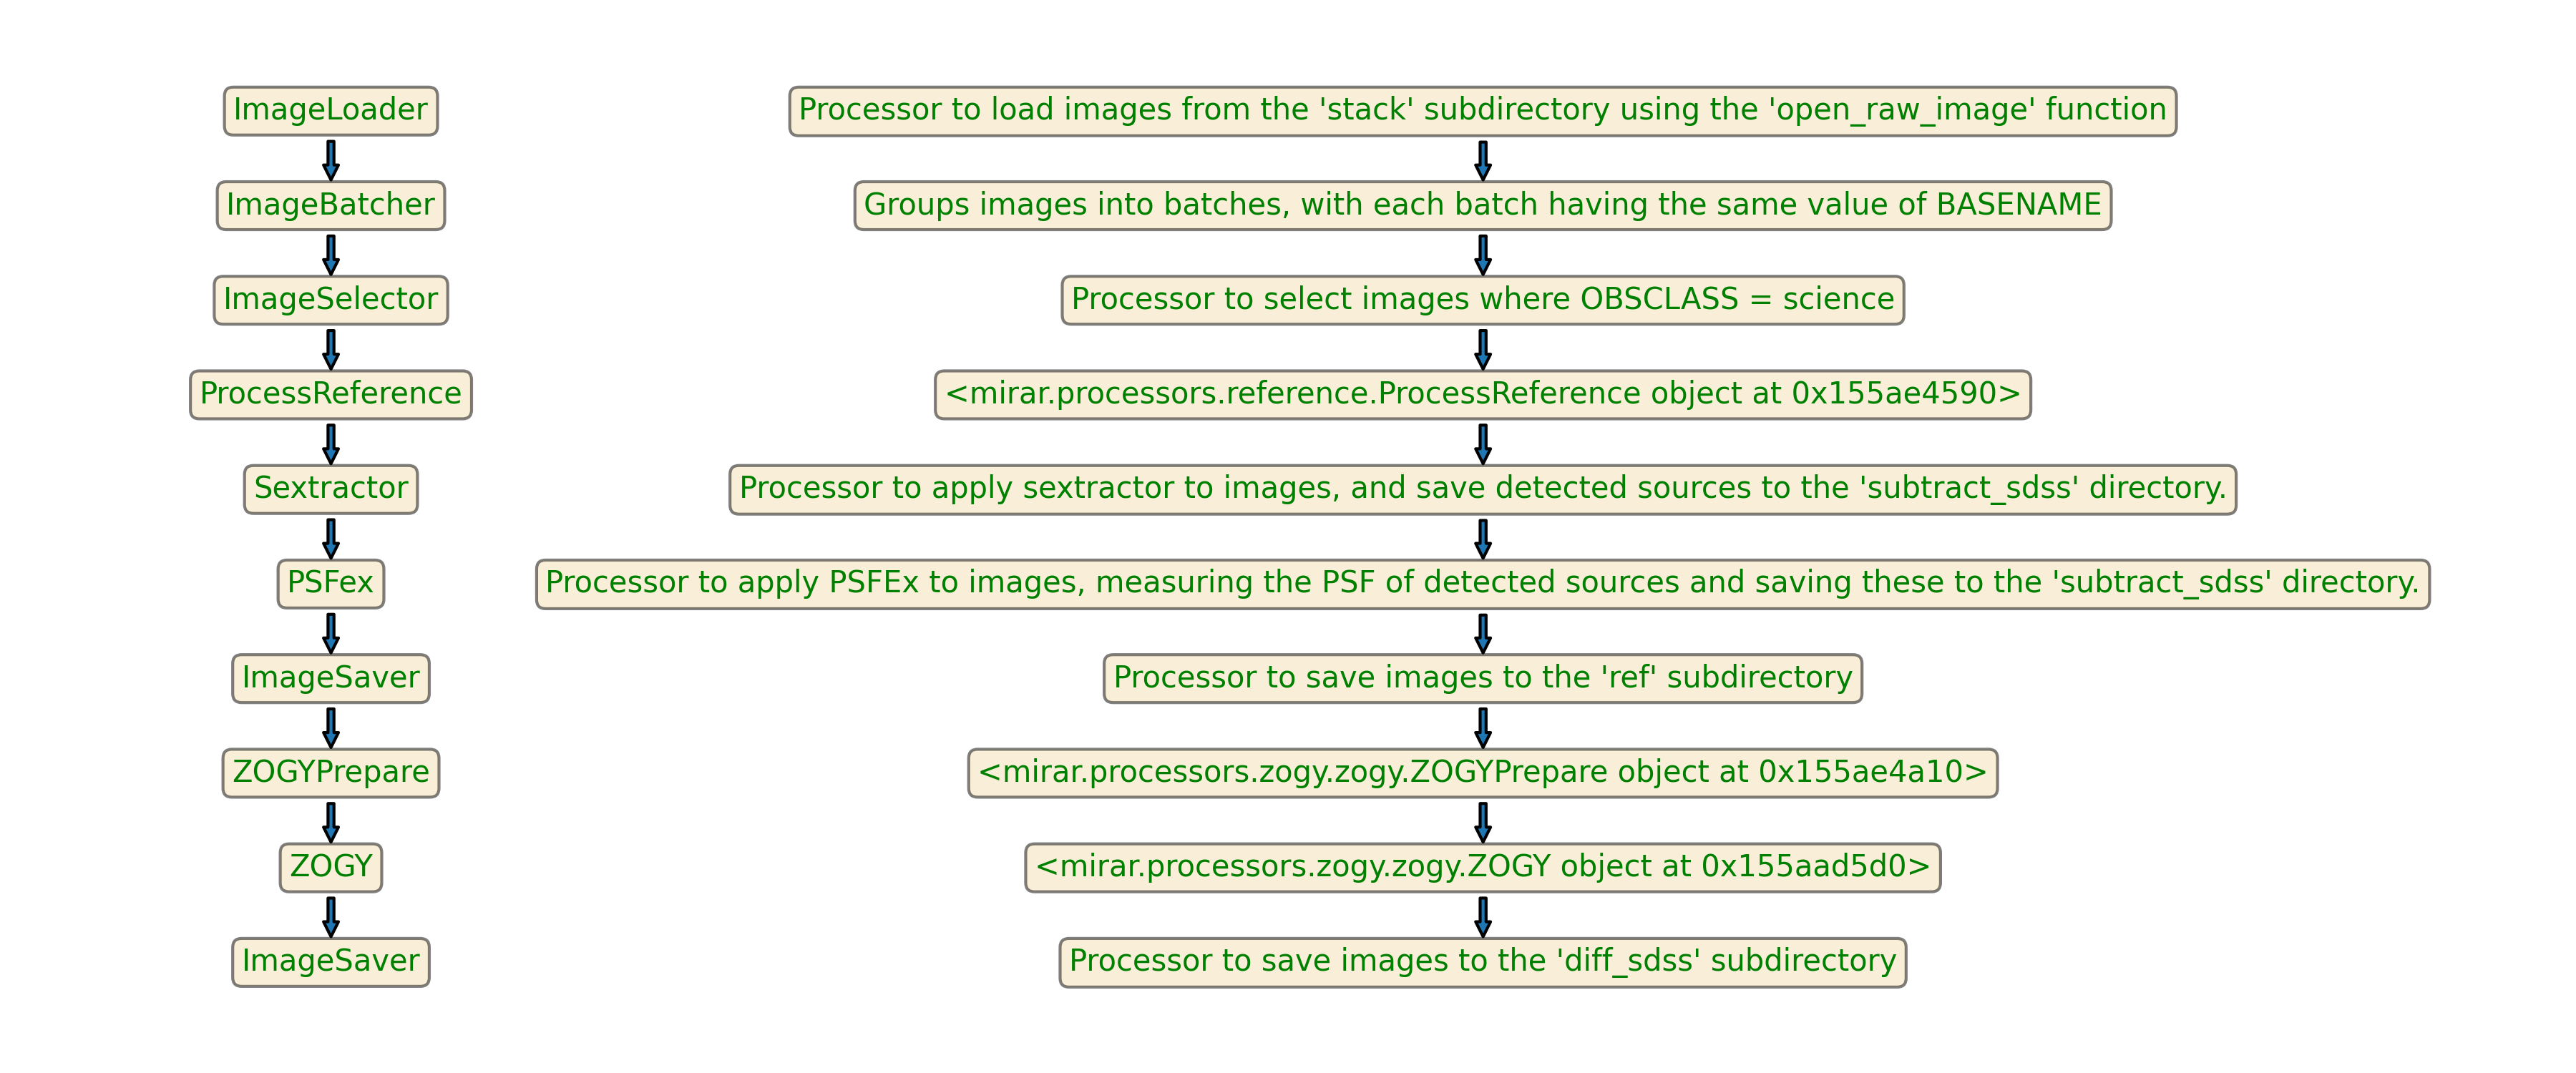 ImageLoader
Processor to load images from the 'stack' subdirectory using the 'open_raw_image' function
ImageBatcher
Groups images into batches, with each batch having the same value of BASENAME
ImageSelector
Processor to select images where OBSCLASS = science
ProcessReference
<mirar.processors.reference.ProcessReference object at 0x155ae4590>
Sextractor
Processor to apply sextractor to images, and save detected sources to the 'subtract_sdss' directory.
PSFex
Processor to apply PSFEx to images, measuring the PSF of detected sources and saving these to the 'subtract_sdss' directory.
ImageSaver
Processor to save images to the 'ref' subdirectory
ZOGYPrepare
<mirar.processors.zogy.zogy.ZOGYPrepare object at 0x155ae4a10>
ZOGY
<mirar.processors.zogy.zogy.ZOGY object at 0x155aad5d0>
ImageSaver
Processor to save images to the 'diff_sdss' subdirectory